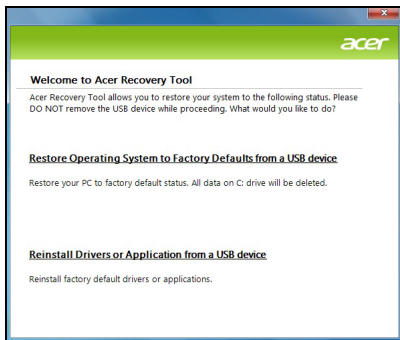 acer
Welcome to Acer Recovery Tool
Acer Recovery Tool allows you to restore your system to the following status. Please
DO NOT remove the USB device while proceeding. What would you like to do?
Restore Operating System to Factory Defaults from a USB device
Restore your PC to factory default status. All data on C: drive will be deleted.
Reinstall Drivers or Application from a USB device
Reinstall factory default drivers or applications.